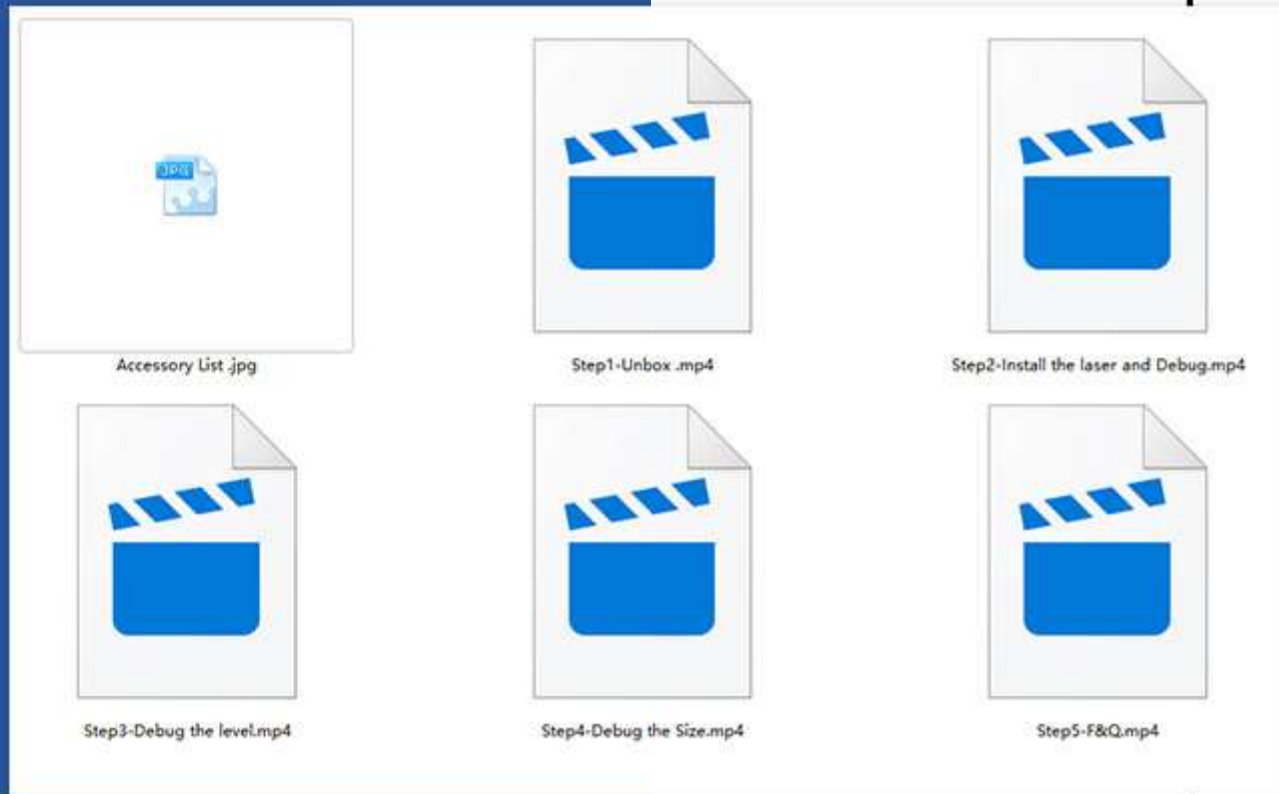 JPG
Accessory List .jpg
Step1-Unbox .mp4
Step2-Install the laser and Debug.mp4
Step3-Debug the level.mp4
Step4-Debug the Size.mp4
Step5-F&Q.mp4